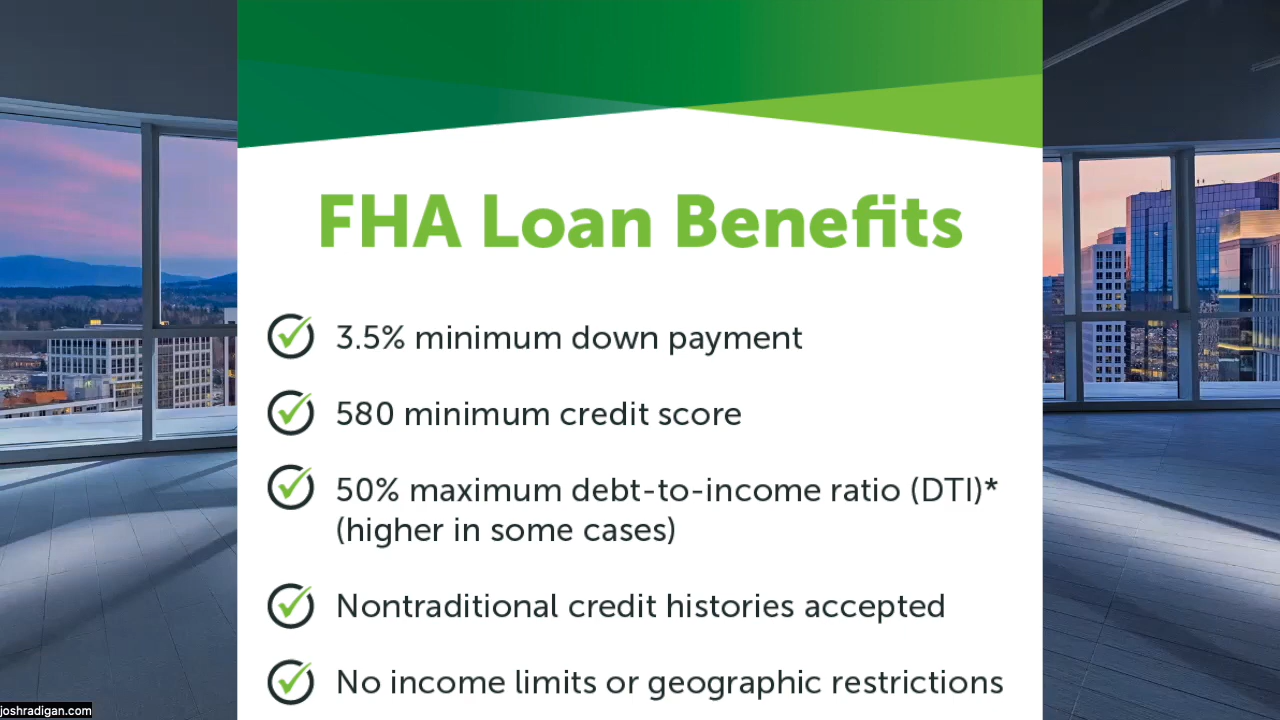 FHA Loan Benefits
3.5% minimum down payment
580 minimum credit score
50% maximum debt-to-income ratio (DTI)*
(higher in some cases)
Nontraditional credit histories accepted
No income limits or geographic restrictions
joshradigan.com